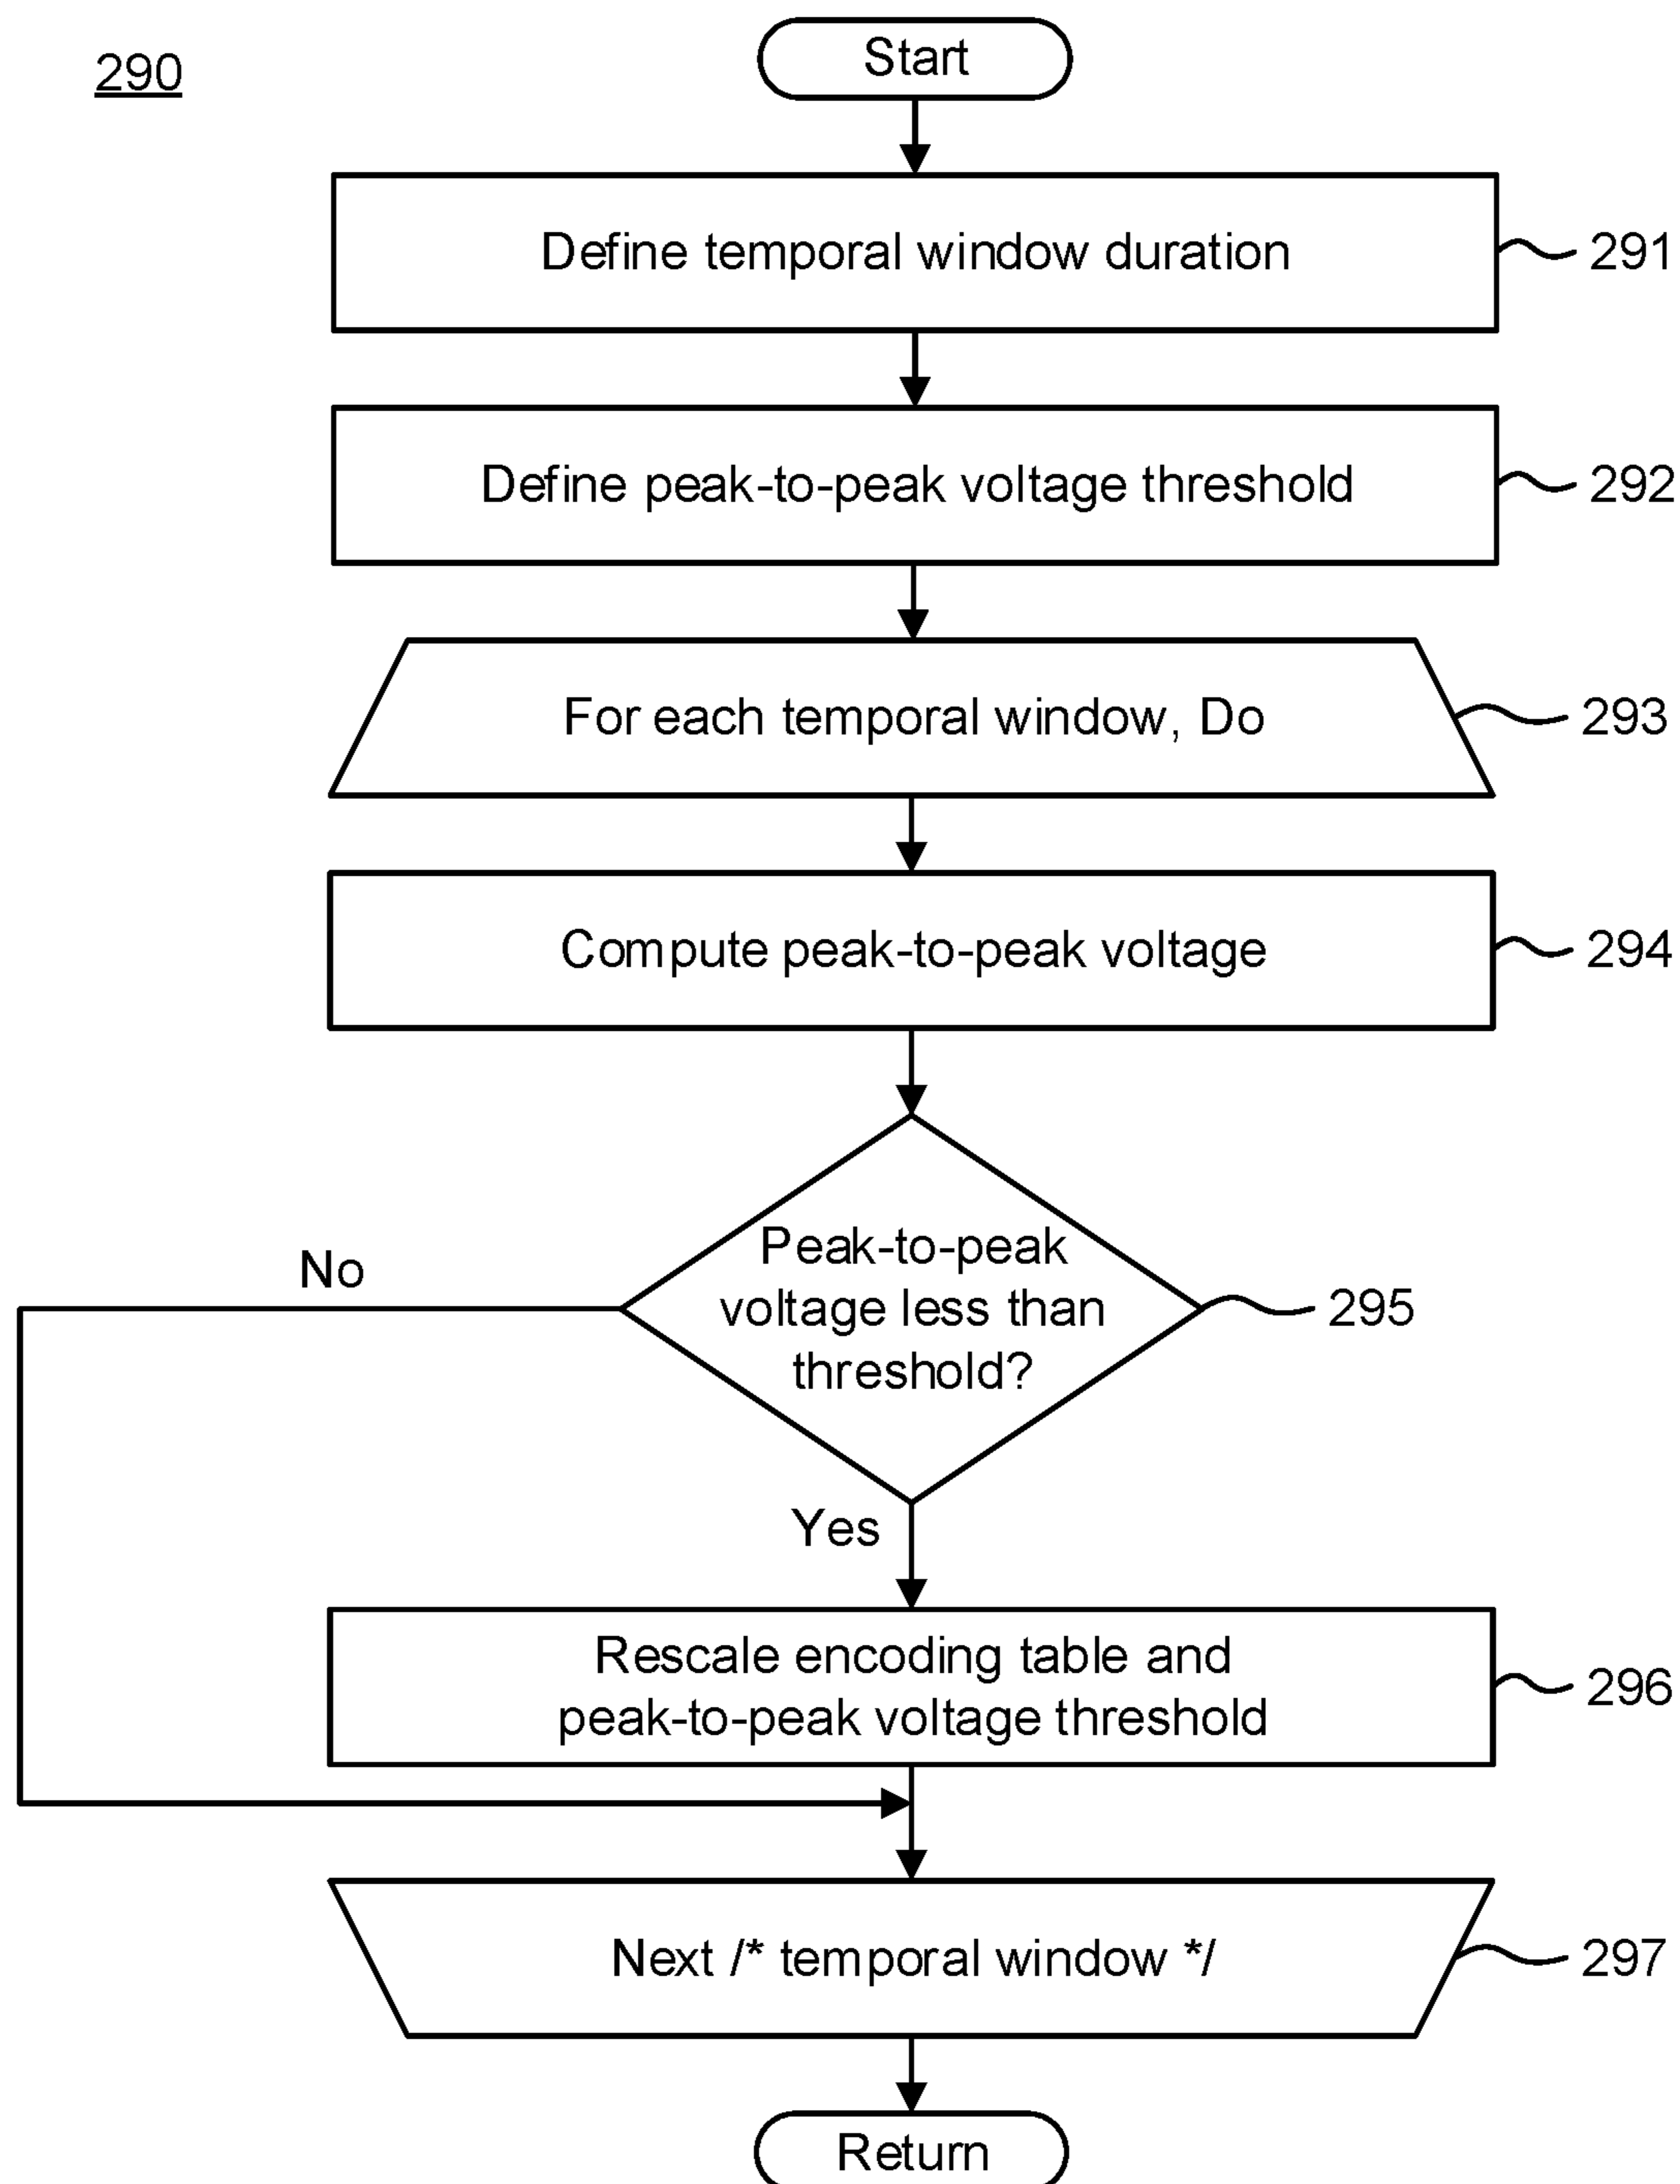 290
Start
Define temporal window duration
291
Define peak-to-peak voltage threshold
292
For each temporal window, Do
293
Compute peak-to-peak voltage
294
Peak-to-peak
voltage less than
threshold?
295
No
Yes
Rescale encoding table and
peak-to-peak voltage threshold
296
Next /* temporal window */
297
Return